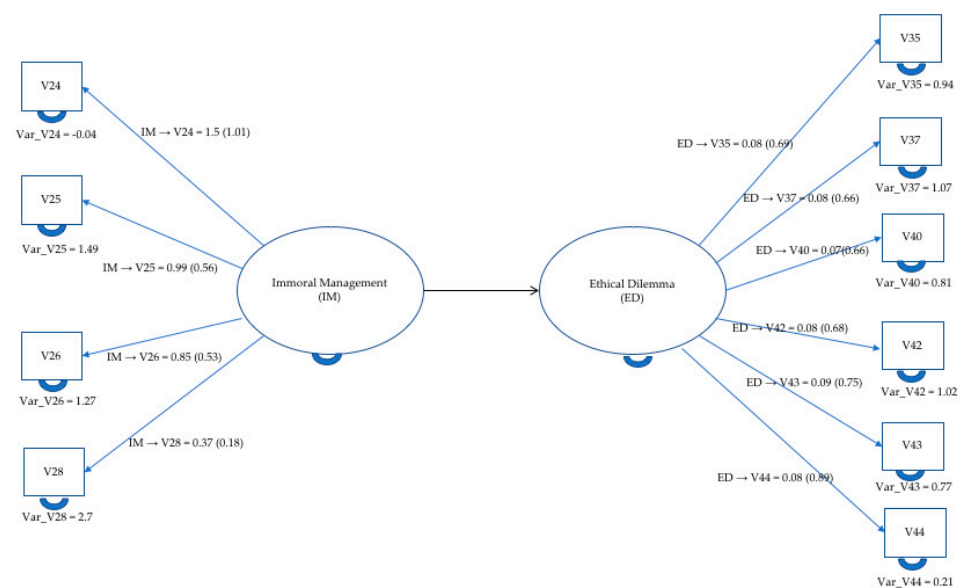 V24
Var_V24 = -0.04
IM → V24 = 1.5 (1.01)
V25
Var_V25 = 1.49
IM → V25 = 0.99 (0.56)
V26
Var_V26 = 1.27
IM → V26 = 0.85 (0.53)
V28
Var_V28 = 2.7
IM → V28 = 0.37 (0.18)
Immoral Management
(IM)
Ethical Dilemma
(ED)
ED → V35 = 0.08 (0.69)
V35
Var_V35 = 0.94
ED → V37 = 0.08 (0.66)
V37
Var_V37 = 1.07
ED → V40 = 0.07(0.66)
V40
Var_V40 = 0.81
ED → V42 = 0.08 (0.68)
V42
Var_V42 = 1.02
ED → V43 = 0.09 (0.75)
V43
Var_V43 = 0.77
ED → V44 = 0.08 (0.89)
V44
Var_V44 = 0.21